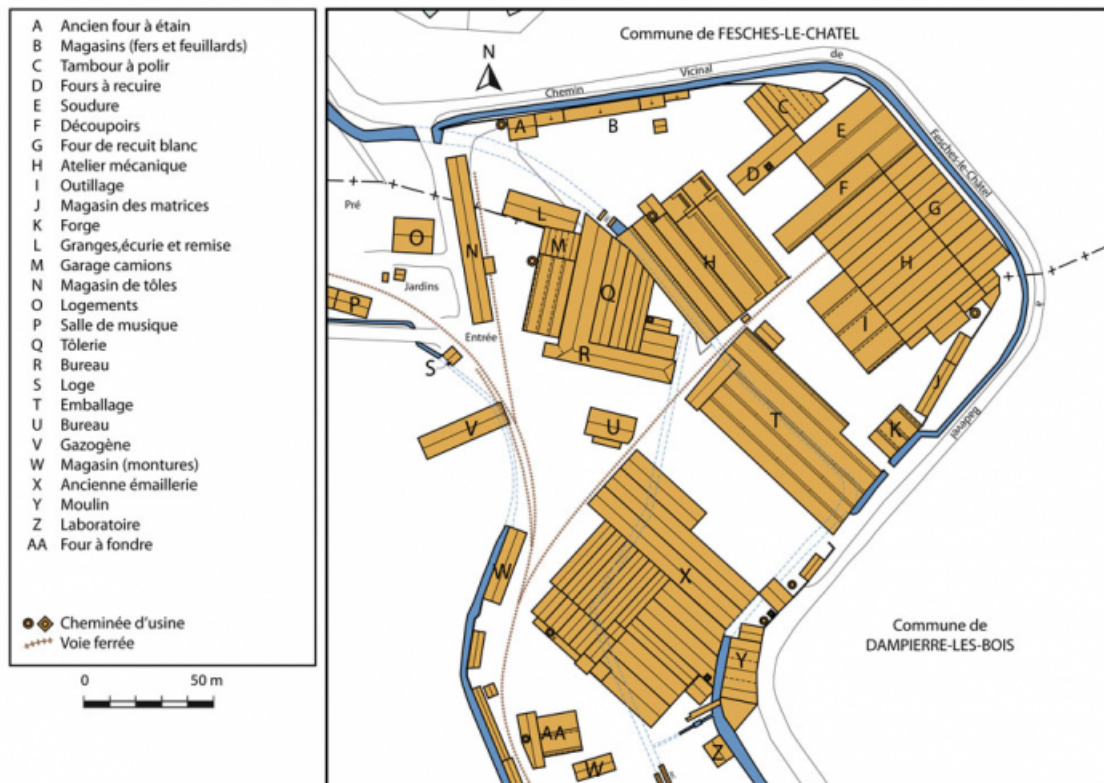 A Ancien four à étain
B Magasins (fers et feuillards)
C Tambour à polir
D Fours à recuire
E Soudure
F Découpoirs
G Four de recuit blanc
H Atelier mécanique
I Outillage
J Magasin des matrices
K Forge
L Granges,écurie et remise
M Garage camions
N Magasin de tôles
O Logements
P Salle de musique
Q Tôlerie
R Bureau
S Loge
T Emballage
U Bureau
V Gazogène
W Magasin (montures)
X Ancienne émaillerie
Y Moulin
Z Laboratoire
AA Four à fondre
Cheminée d'usine
Voie ferrée
0 50 m
Commune de FESCHES-LE-CHATEL
N
Chemin Vicinal de Fesches-le-Châtel à Badevel
A
B
C
D
E
F
G
H
H
I
J
K
L
M
N
O
P
Q
R
S
T
U
V
W
X
Y
Z
AA
W
Pré
Jardins
Entrée
Commune de
DAMPIERRE-LES-BOIS